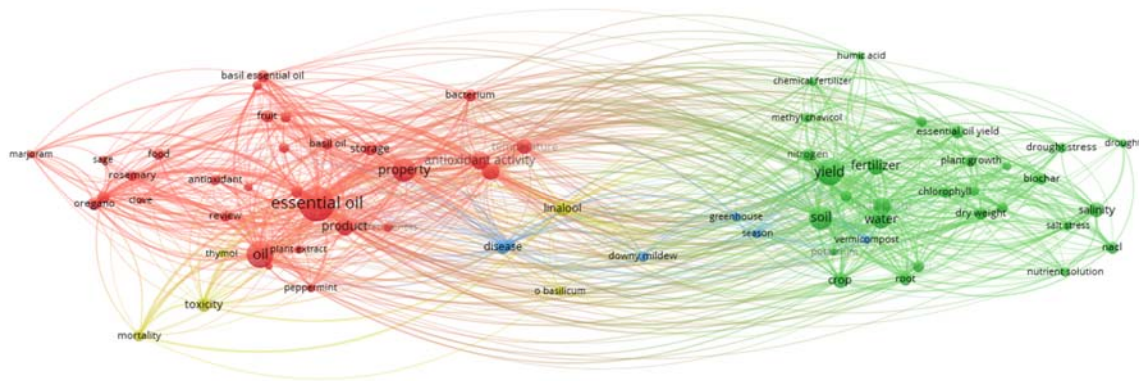 humic acid
basil essential oil
chemical fertilizer
bacterium
fruit
methyl chavicol
essential oil yield
basil oil
storage
drought stress
drought
marjoram
sage
food
antioxidant activity
nitrogen
fertilizer
plant growth
rosemary
antioxidant
property
yield
biochar
oregano
clove
chlorophyll
essential oil
linalool
review
greenhouse
soil
water
dry weight
salinity
product
season
vermicompost
salt stress
thymol
oil
plant extract
disease
downy mildew
nacl
peppermint
o basilicum
crop
root
nutrient solution
toxicity
mortality